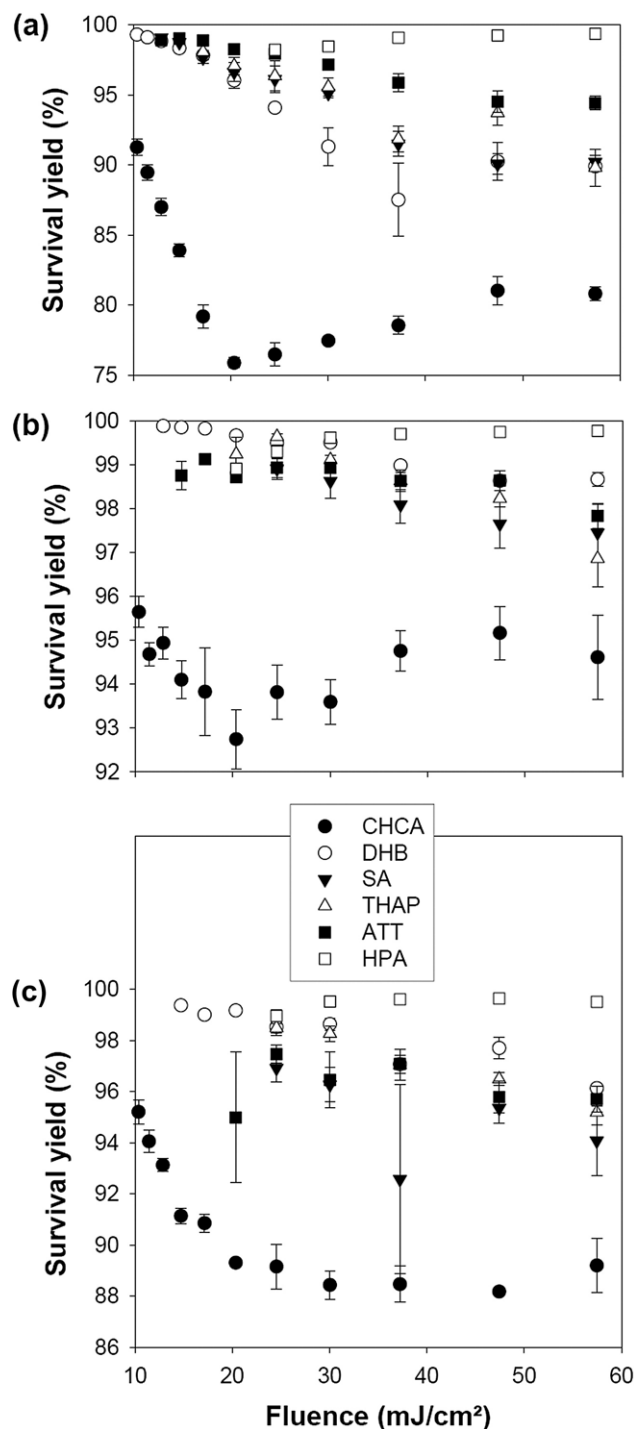 (a)
Survival yield (%)
100
95
90
85
80
75
(b)
Survival yield (%)
100
99
98
97
96
95
94
93
92
CHCA
DHB
SA
THAP
ATT
HPA
(c)
Survival yield (%)
100
98
96
94
92
90
88
86
10 20 30 40 50 60
Fluence (mJ/cm²)